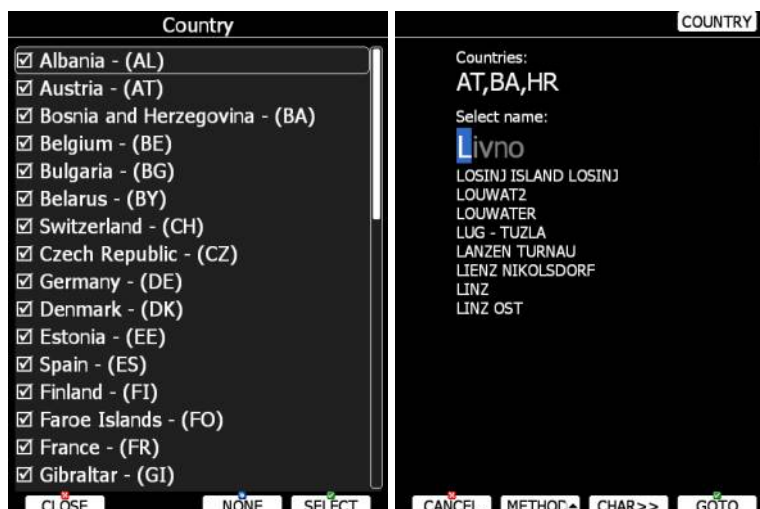 Country
Albania - (AL)
Austria - (AT)
Bosnia and Herzegovina - (BA)
Belgium - (BE)
Bulgaria - (BG)
Belarus - (BY)
Switzerland - (CH)
Czech Republic - (CZ)
Germany - (DE)
Denmark - (DK)
Estonia - (EE)
Spain - (ES)
Finland - (FI)
Faroe Islands - (FO)
France - (FR)
Gibraltar - (GI)
CLOSE NONE SELECT
COUNTRY
Countries:
AT,BA,HR
Select name:
Livno
LOSINJ ISLAND LOSINJ
LOUWAT2
LOUWATER
LUG - TUZLA
LANZEN TURNAU
LIENZ NIKOLSDORF
LINZ
LINZ OST
CANCEL METHOD CHAR>> GOTO